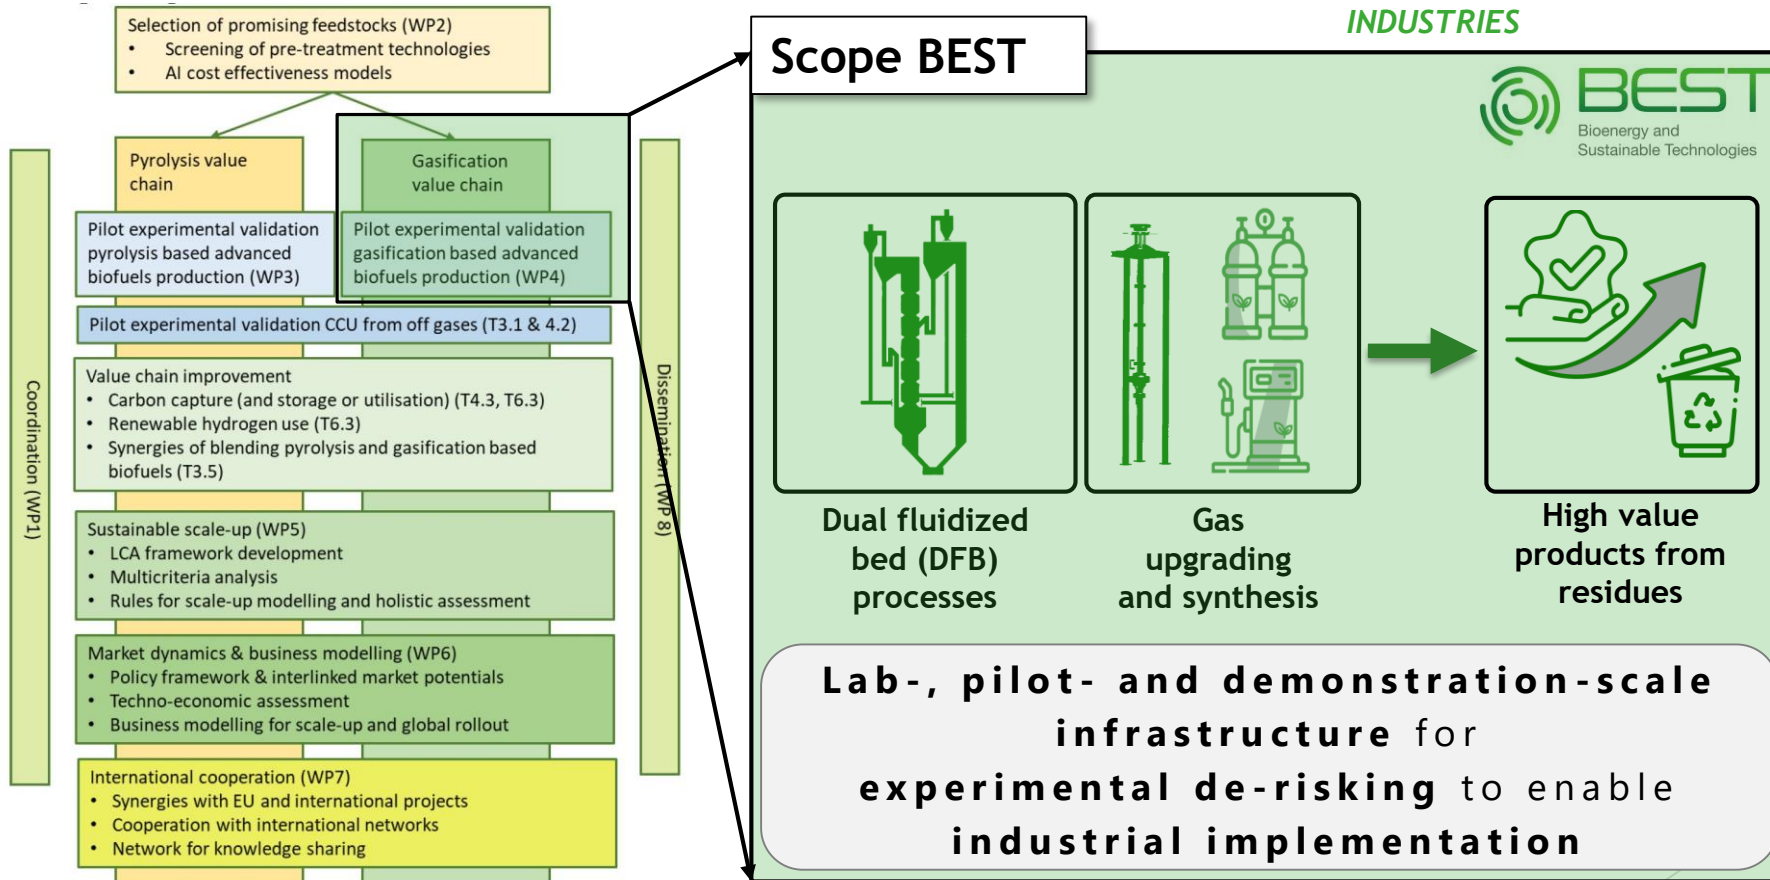 Selection of promising feedstocks (WP2)
• Screening of pre-treatment technologies
• AI cost effectiveness models
Pyrolysis value
chain
Gasification
value chain
Pilot experimental validation
pyrolysis based advanced
biofuels production (WP3)
Pilot experimental validation
gasification based advanced
biofuels production (WP4)
Pilot experimental validation CCU from off gases (T3.1 & 4.2)
Value chain improvement
• Carbon capture (and storage or utilisation) (T4.3, T6.3)
• Renewable hydrogen use (T6.3)
• Synergies of blending pyrolysis and gasification based
biofuels (T3.5)
Sustainable scale-up (WP5)
• LCA framework development
• Multicriteria analysis
• Rules for scale-up modelling and holistic assessment
Market dynamics & business modelling (WP6)
• Policy framework & interlinked market potentials
• Techno-economic assessment
• Business modelling for scale-up and global rollout
International cooperation (WP7)
• Synergies with EU and international projects
• Cooperation with international networks
• Network for knowledge sharing
Coordination (WP1)
Dissemination (WP 8)
INDUSTRIES
Scope BEST
BEST
Bioenergy and
Sustainable Technologies
Dual fluidized
bed (DFB)
processes
Gas
upgrading
and synthesis
High value
products from
residues
Lab-, pilot- and demonstration-scale
infrastructure for
experimental de-risking to enable
industrial implementation